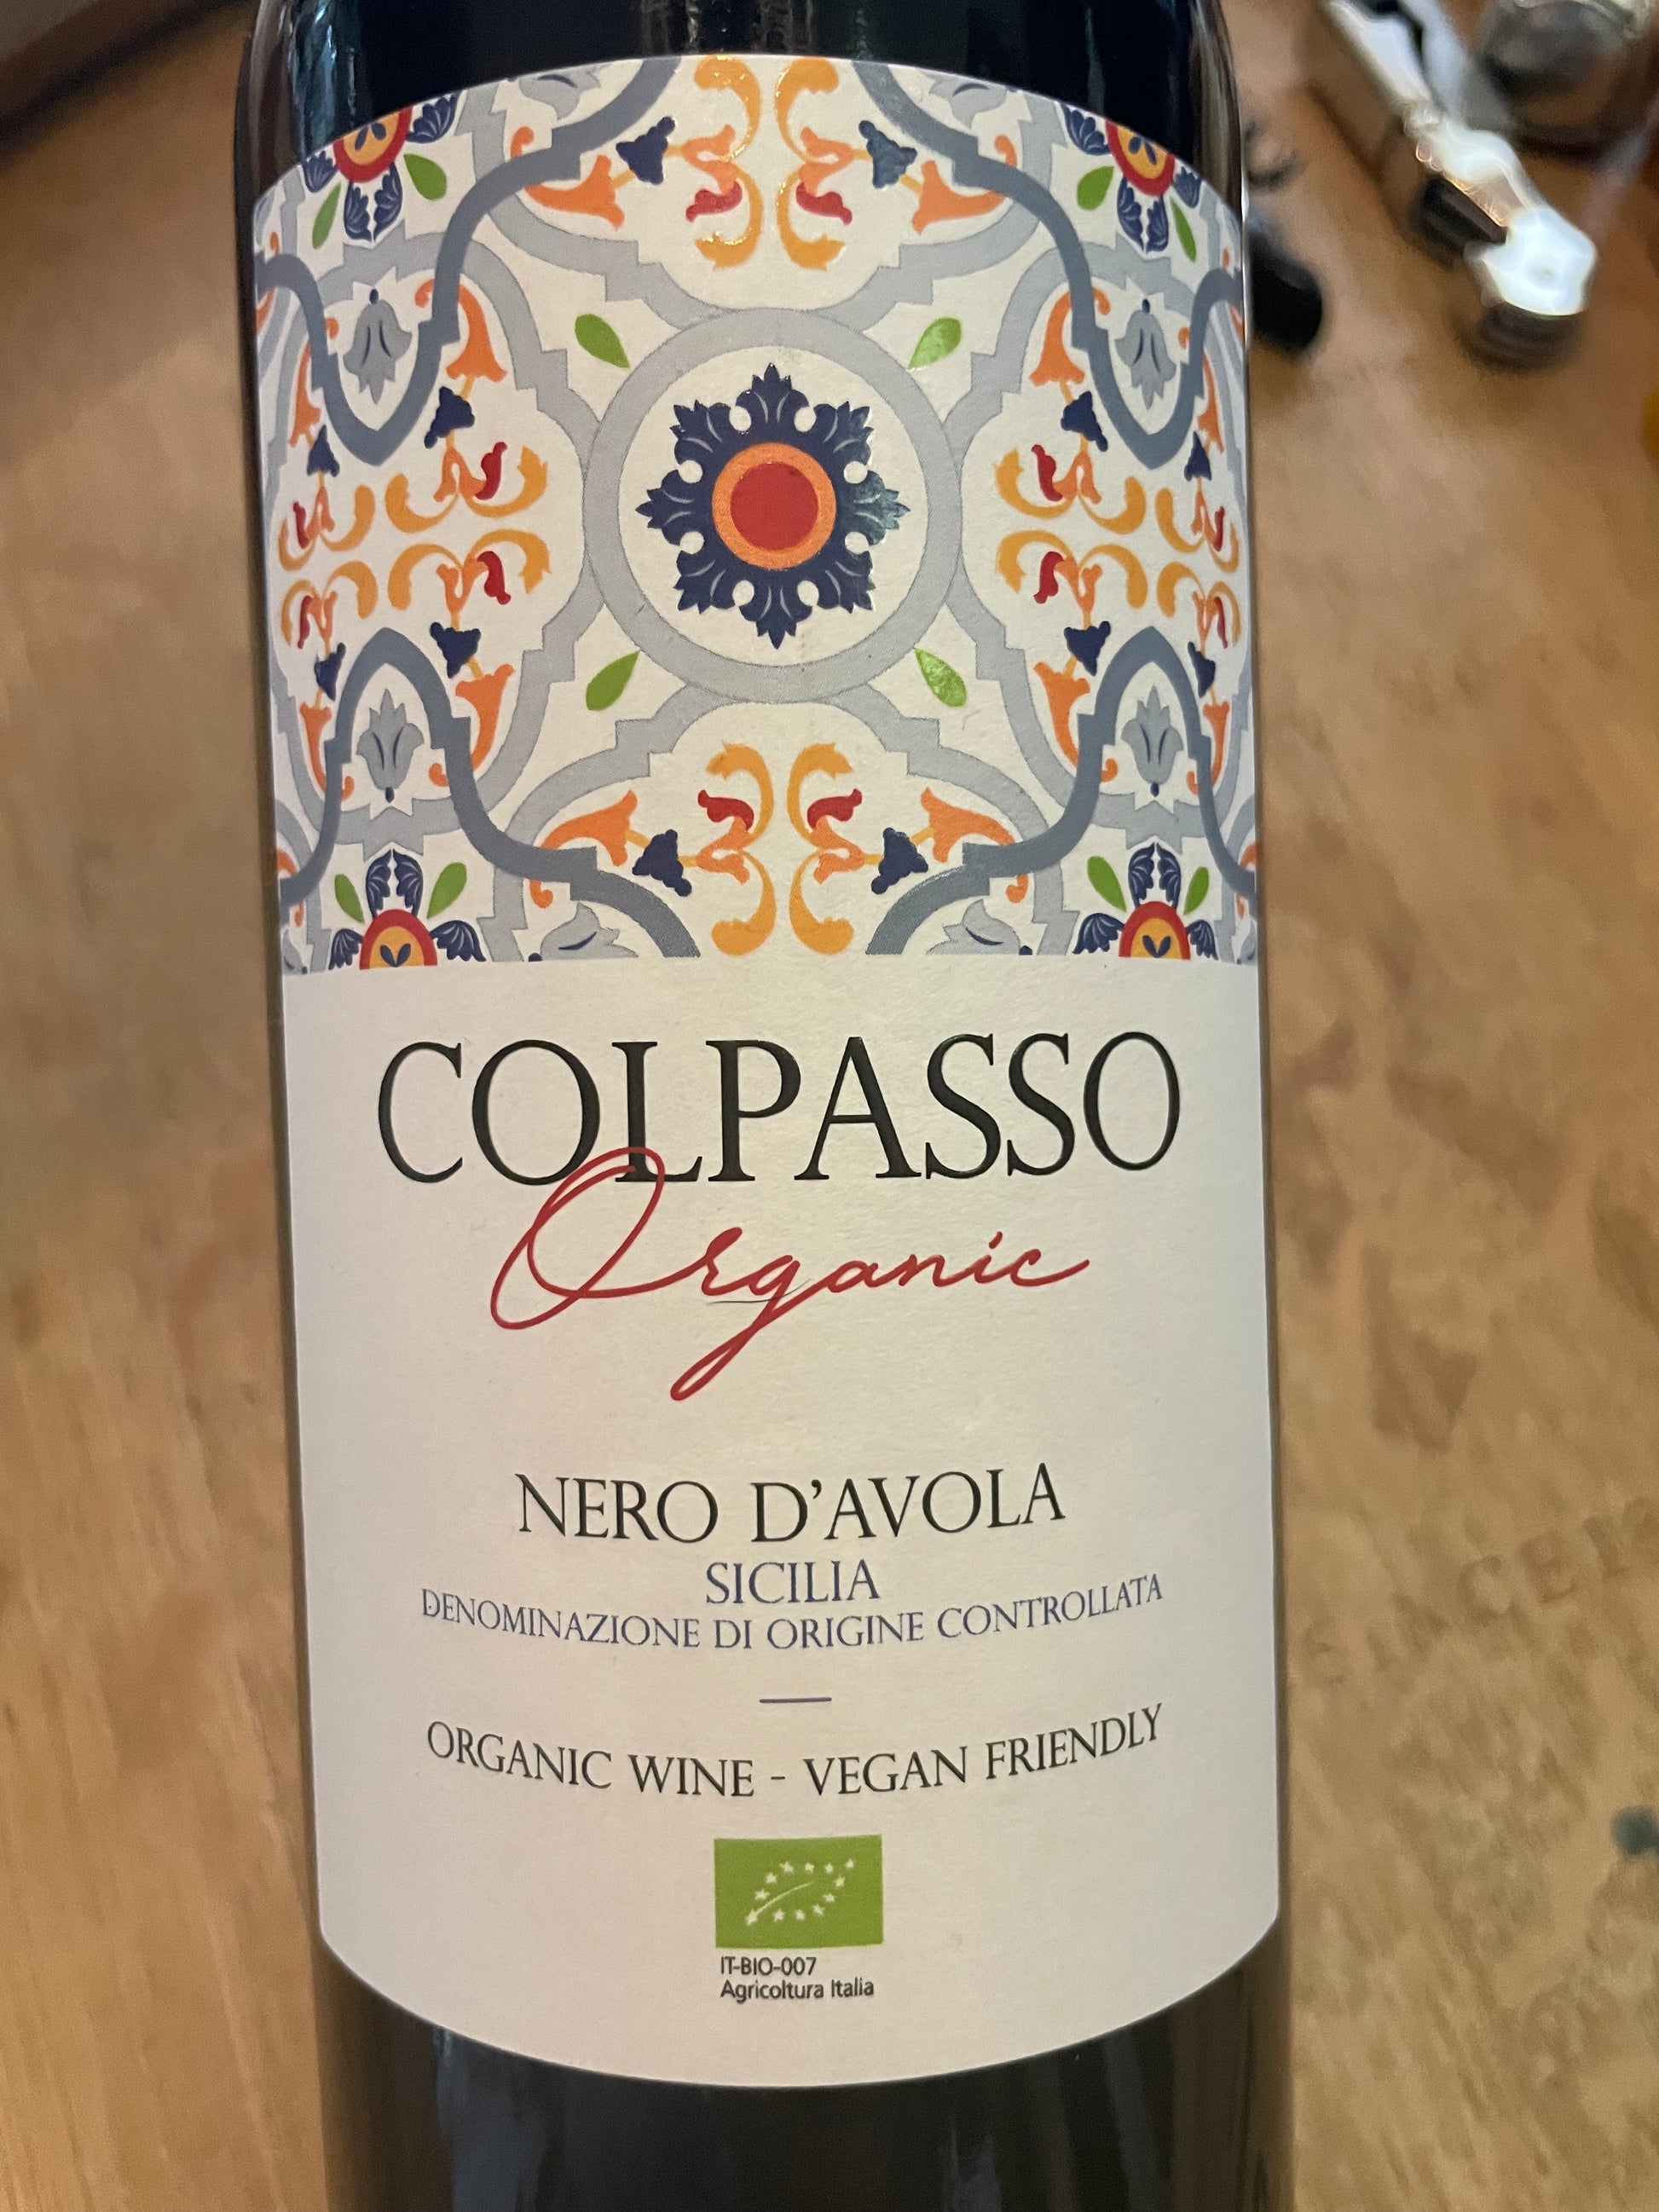 COLPASSO
Organic
NERO D'AVOLA
SICILIA
DENOMINAZIONE DI ORIGINE CONTROLLATA
ORGANIC WINE - VEGAN FRIENDLY
IT-BIO-007
Agricoltura Italia